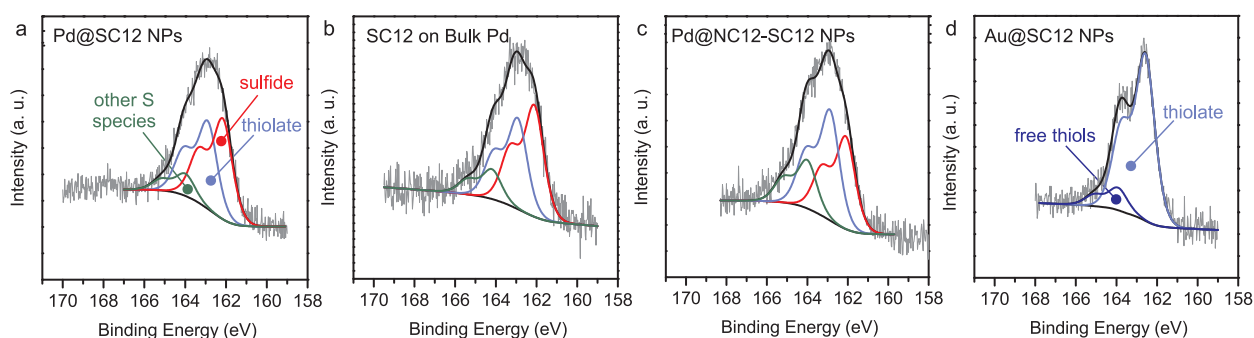 a
Pd@SC12 NPs
other S
species
sulfide
thiolate
Intensity (a. u.)
170 168 166 164 162 160 158
Binding Energy (eV)
b
SC12 on Bulk Pd
Intensity (a. u.)
170 168 166 164 162 160 158
Binding Energy (eV)
c
Pd@NC12-SC12 NPs
Intensity (a. u.)
170 168 166 164 162 160 158
Binding Energy (eV)
d
Au@SC12 NPs
free thiols
thiolate
Intensity (a. u.)
170 168 166 164 162 160 158
Binding Energy (eV)